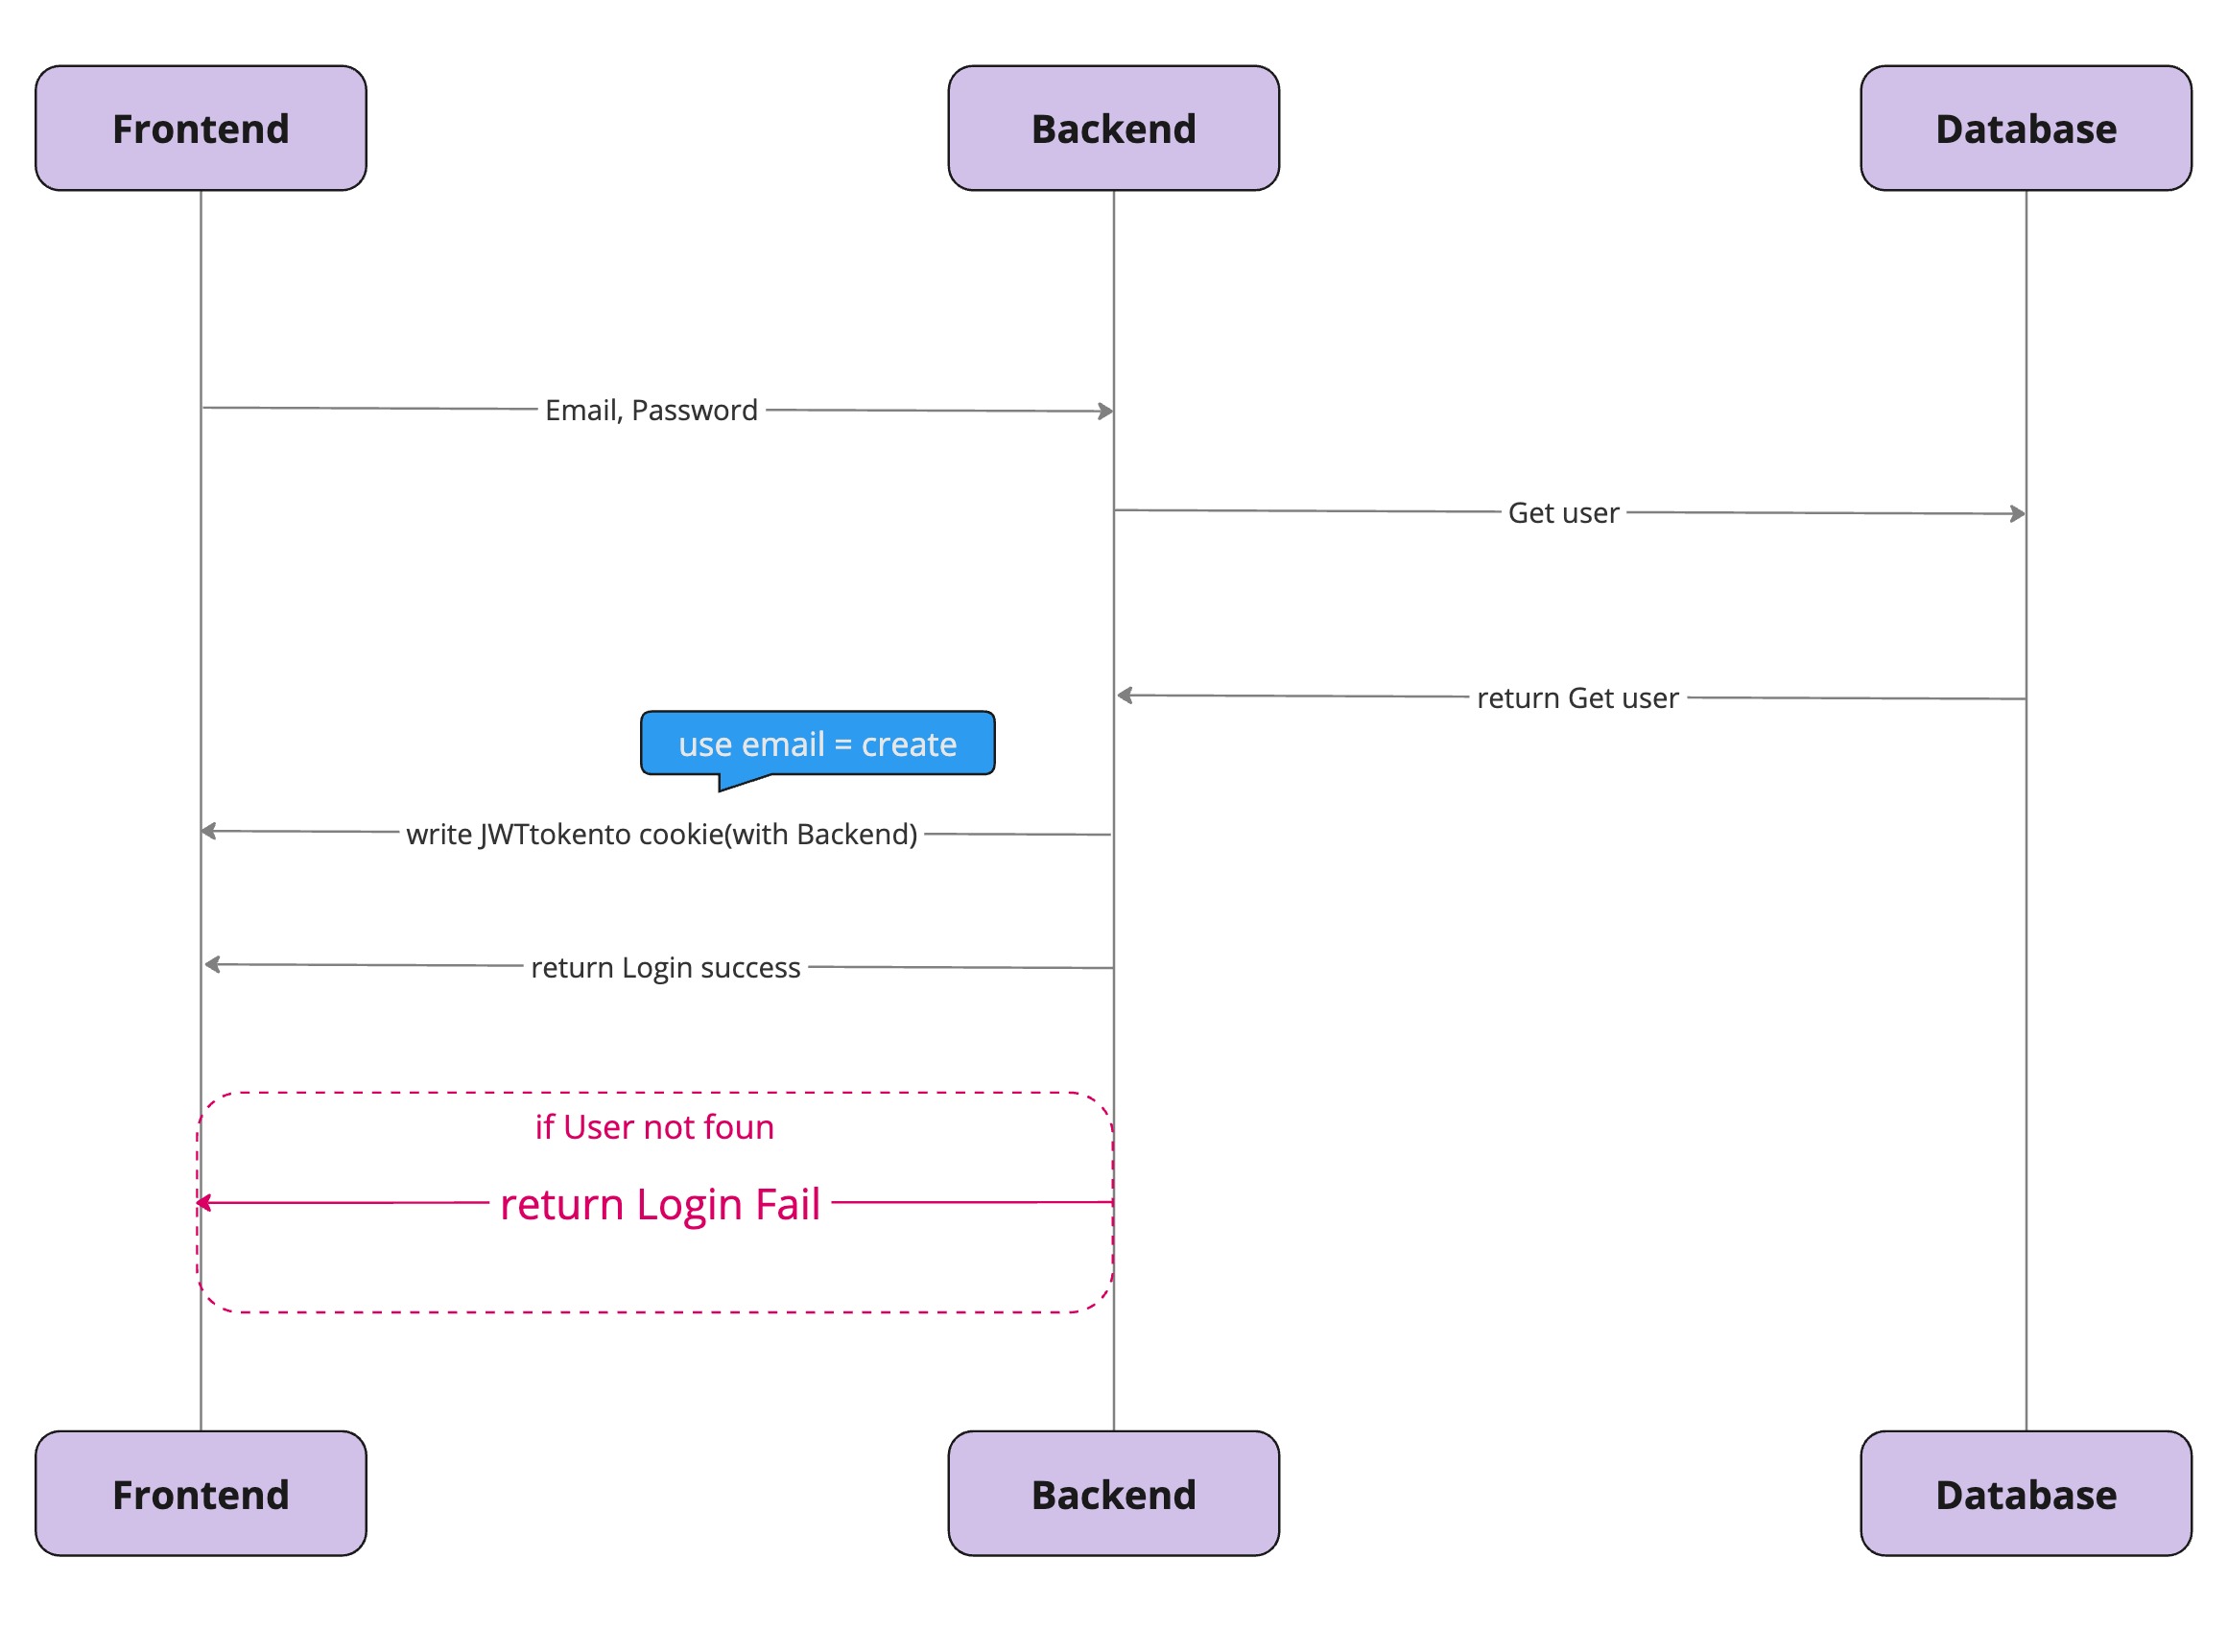 Frontend
Backend
Database
Email, Password
Get user
return Get user
use email = create
write JWTtokento cookie(with Backend)
return Login success
if User not foun
return Login Fail
Frontend
Backend
Database